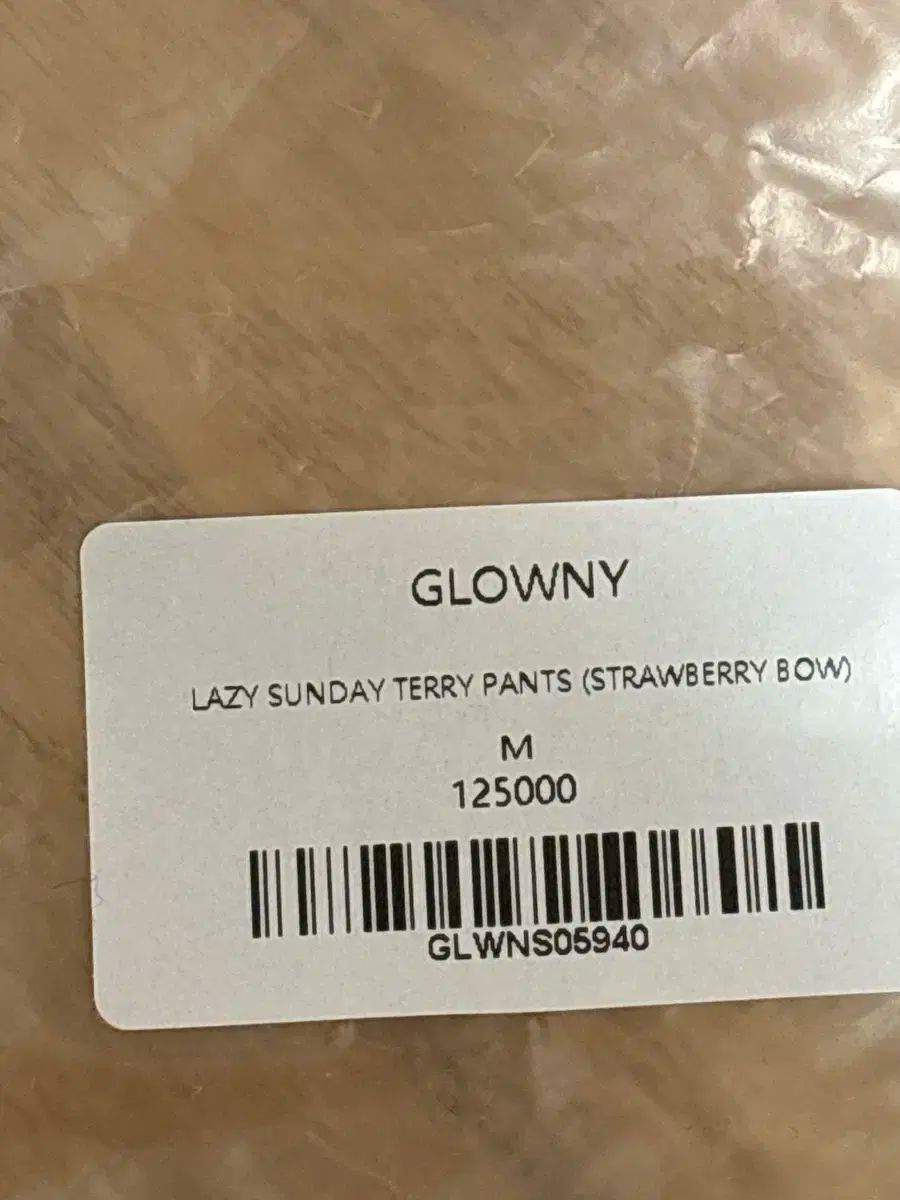 GLOWNY
LAZY SUNDAY TERRY PANTS (STRAWBERRY BOW)
M
125000
GLWNS05940